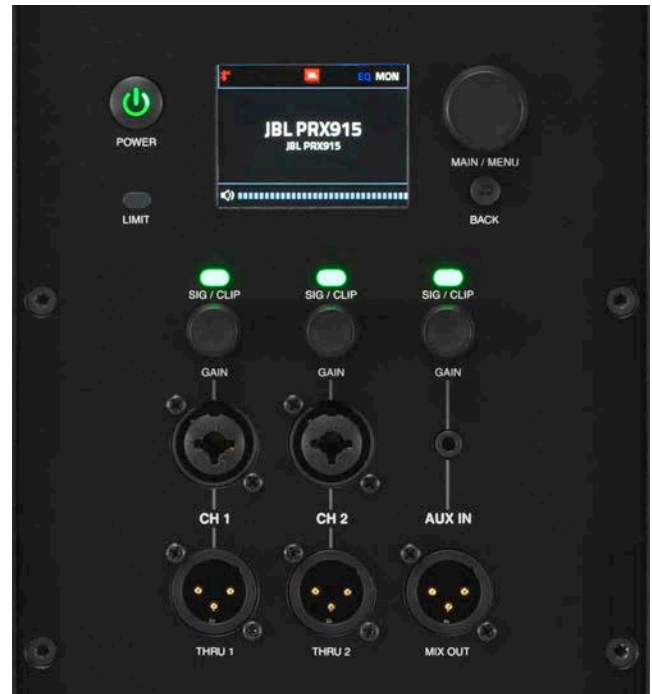 EQ MON
JBL PRX915
JBL PRX915
POWER
MAIN / MENU
LIMIT
BACK
SIG / CLIP SIG / CLIP SIG / CLIP
GAIN GAIN GAIN
CH 1 CH 2 AUX IN
THRU 1 THRU 2 MIX OUT